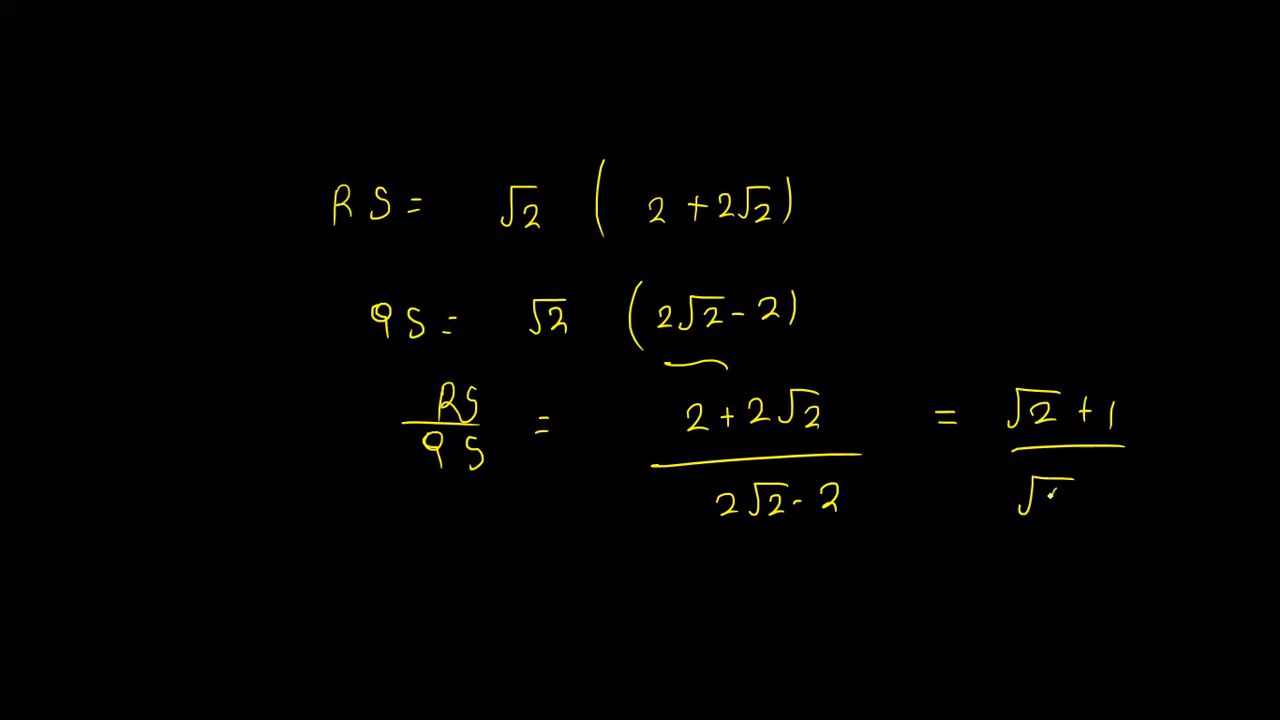 RS = √2 (2 + 2√2)
qS = √2 (2√2 - 2)
RS/qS = (2 + 2√2)/(2√2 - 2) = (√2 + 1)/√